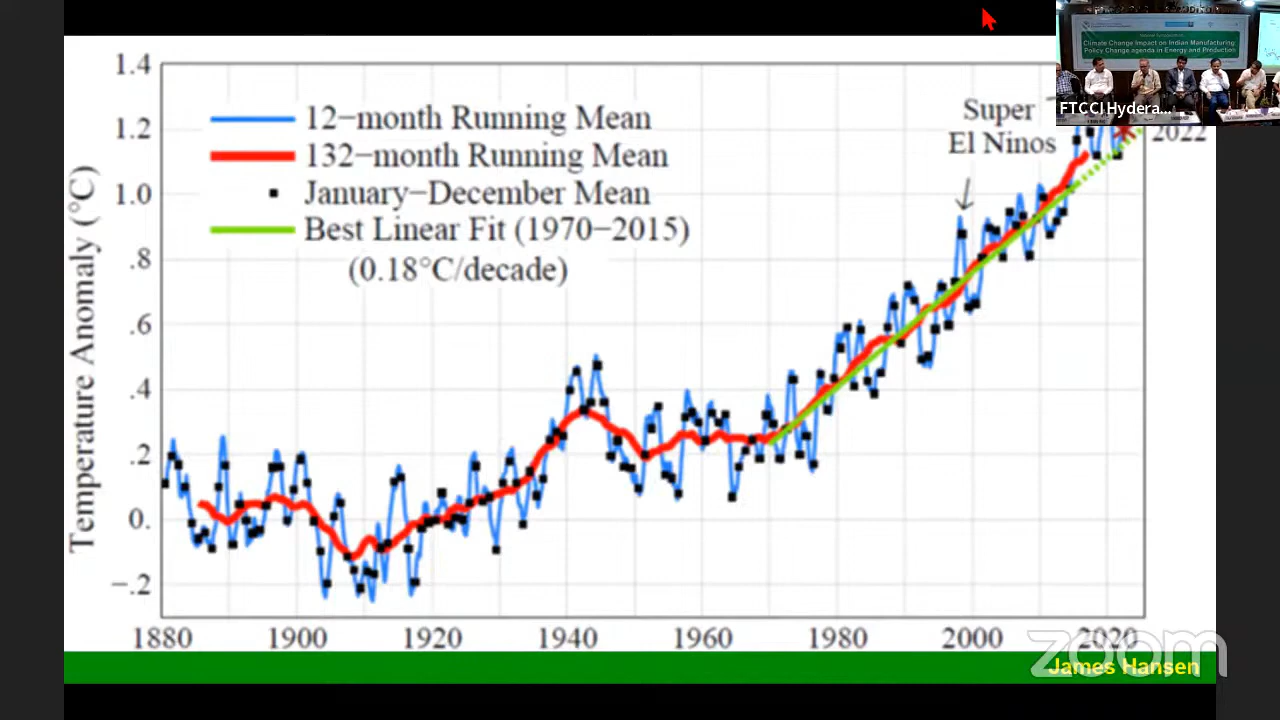 1.4
1.2
1.0
.8
.6
.4
.2
0.
−.2
Temperature Anomaly (°C)
12−month Running Mean
132−month Running Mean
January−December Mean
Best Linear Fit (1970−2015)
(0.18°C/decade)
Super
El Ninos
2022
1880
1900
1920
1940
1960
1980
2000
2020
Climate Change Impact on Indian Manufacturing:
Policy Change agenda in Energy and Production
FTCCI Hydera...
zoom
James Hansen